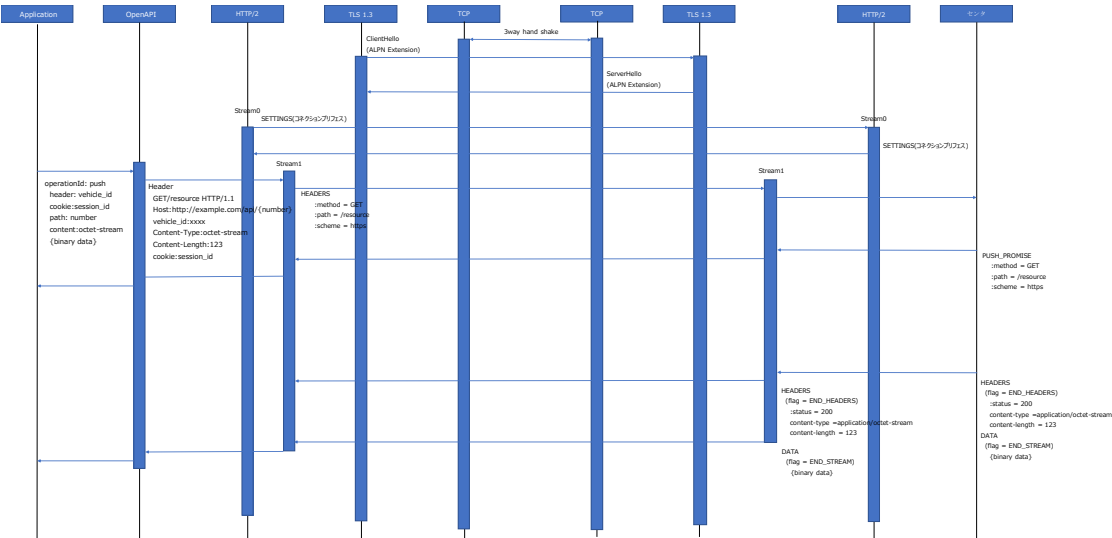 Application
OpenAPI
HTTP/2
TLS 1.3
TCP
TCP
TLS 1.3
HTTP/2
センタ
3way hand shake
ClientHello
(ALPN Extension)
ServerHello
(ALPN Extension)
Stream0
SETTINGS(コネクションプリフェス)
Stream0
SETTINGS(コネクションプリフェス)
Stream1
Stream1
operationId: push
header: vehicle_id
cookie:session_id
path: number
content:octet-stream
{binary data}
Header
GET/resource HTTP/1.1
Host:http://example.com/api/{number}
vehicle_id:xxxx
Content-Type:octet-stream
Content-Length:123
cookie:session_id
HEADERS
:method = GET
:path = /resource
:scheme = https
PUSH_PROMISE
:method = GET
:path = /resource
:scheme = https
HEADERS
(flag = END_HEADERS)
:status = 200
content-type =application/octet-stream
content-length = 123
DATA
(flag = END_STREAM)
{binary data}
HEADERS
(flag = END_HEADERS)
:status = 200
content-type =application/octet-stream
content-length = 123
DATA
(flag = END_STREAM)
{binary data}